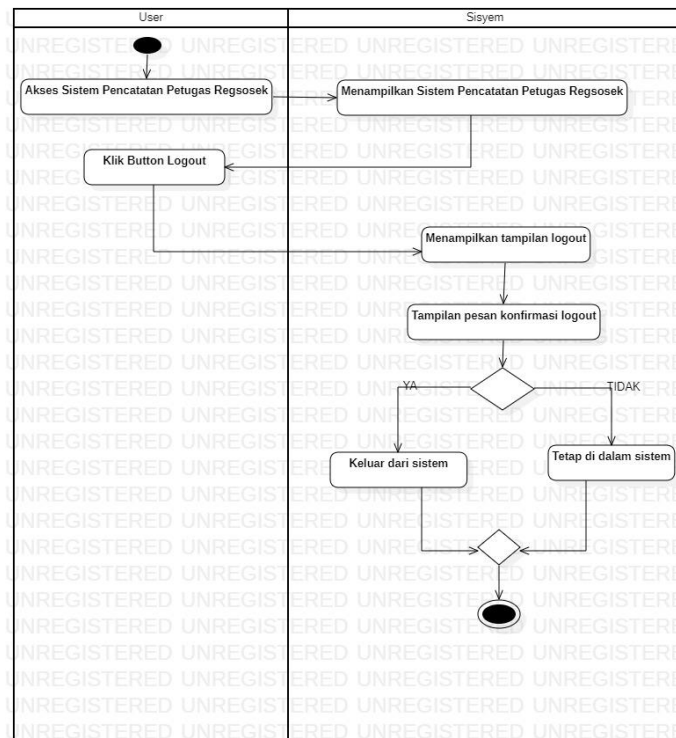 User
Sisyem
Akses Sistem Pencatatan Petugas Regsosek
Menampilkan Sistem Pencatatan Petugas Regsosek
Klik Button Logout
Menampilkan tampilan logout
Tampilan pesan konfirmasi logout
YA
TIDAK
Keluar dari sistem
Tetap di dalam sistem
UNREGISTERED UNREGISTERED UNREGISTERED UNREGISTERED